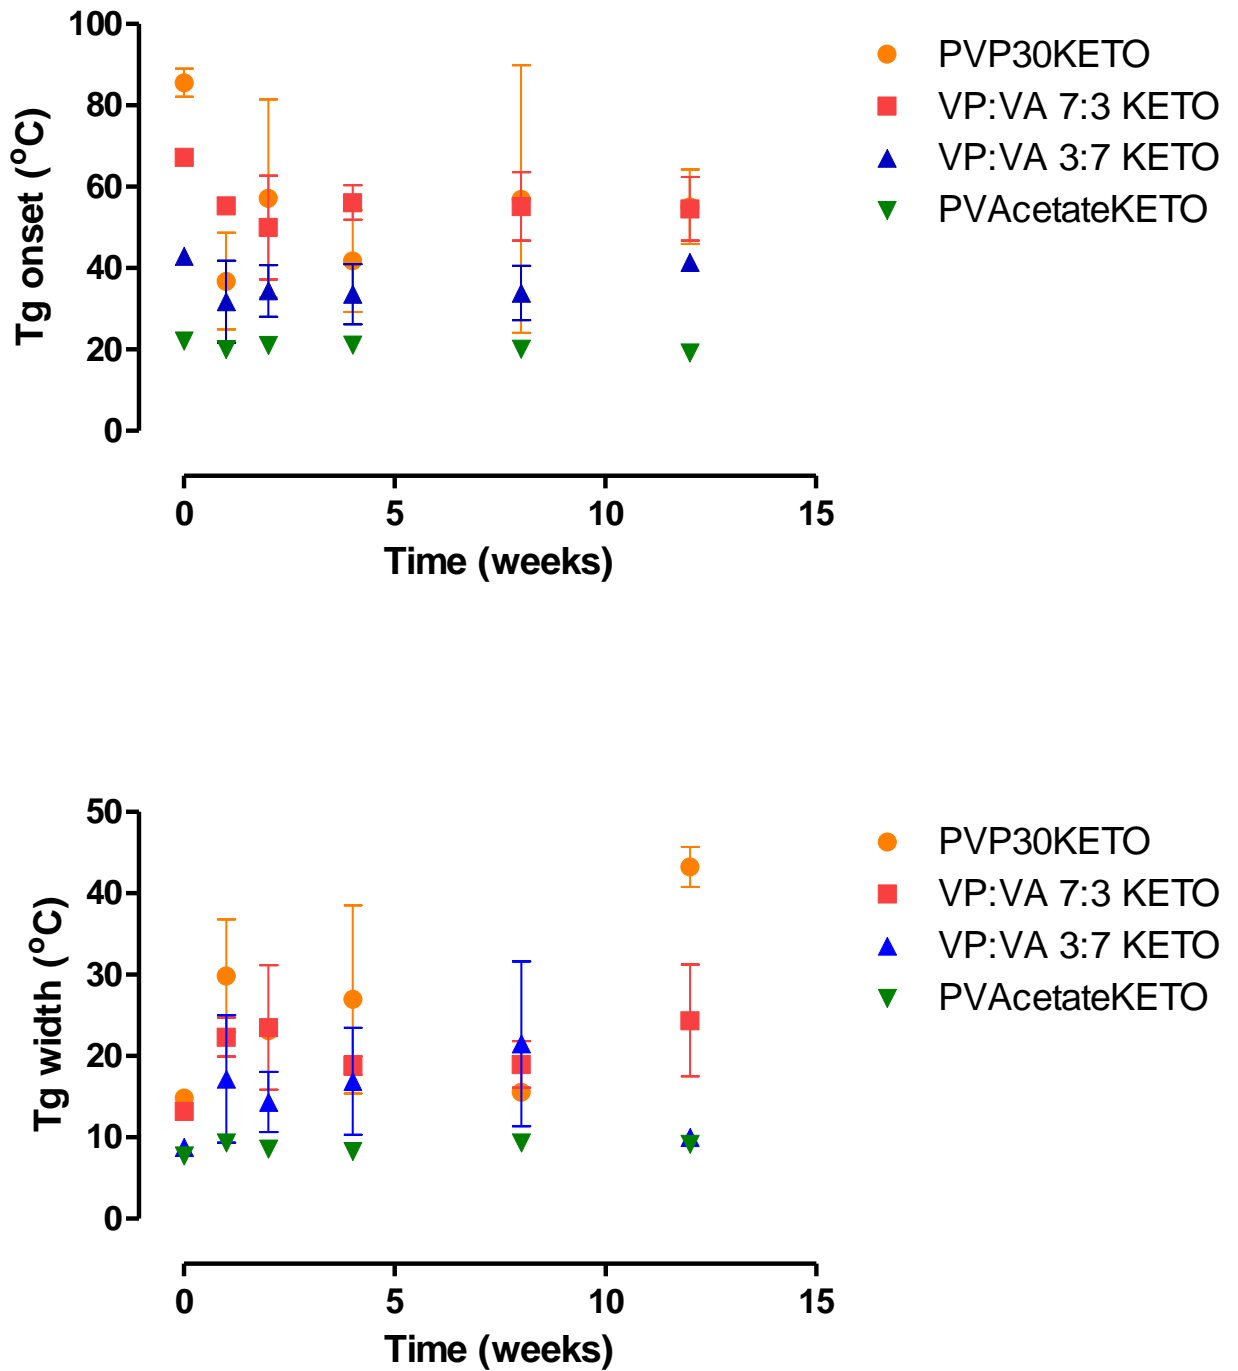 100
80
60
40
20
0
Tg onset (°C)
0 5 10 15
Time (weeks)
PVP30KETO
VP:VA 7:3 KETO
VP:VA 3:7 KETO
PVAcetateKETO
50
40
30
20
10
0
Tg width (°C)
0 5 10 15
Time (weeks)
PVP30KETO
VP:VA 7:3 KETO
VP:VA 3:7 KETO
PVAcetateKETO